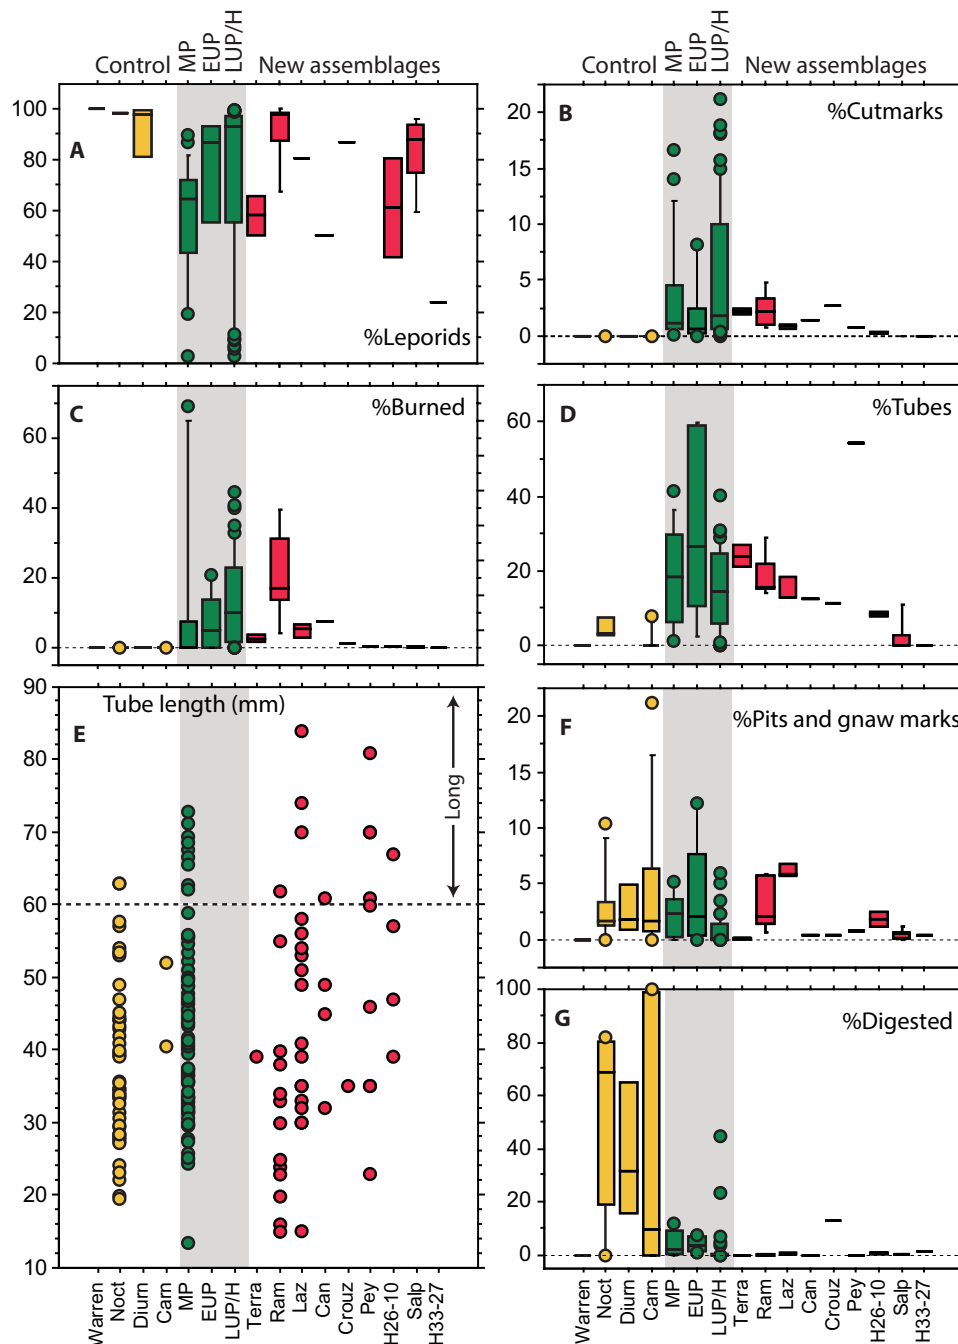 MP
EUP
LUP/H
MP
EUP
LUP/H
Control
New assemblages
Control
New assemblages
100
80
60
40
20
0
A
%Leporids
20
15
10
5
0
B
%Cutmarks
60
40
20
0
C
%Burned
60
40
20
0
D
%Tubes
90
80
70
60
50
40
30
20
10
Tube length (mm)
E
Long
20
15
10
5
0
F
%Pits and gnaw marks
100
80
60
40
20
0
G
%Digested
Warren
Noct
Dium
Cam
MP
EUP
LUP/H
Terra
Ram
Laz
Can
Crouz
Pey
H26-10
Salp
H33-27
Warren
Noct
Dium
Cam
MP
EUP
LUP/H
Terra
Ram
Laz
Can
Crouz
Pey
H26-10
Salp
H33-27